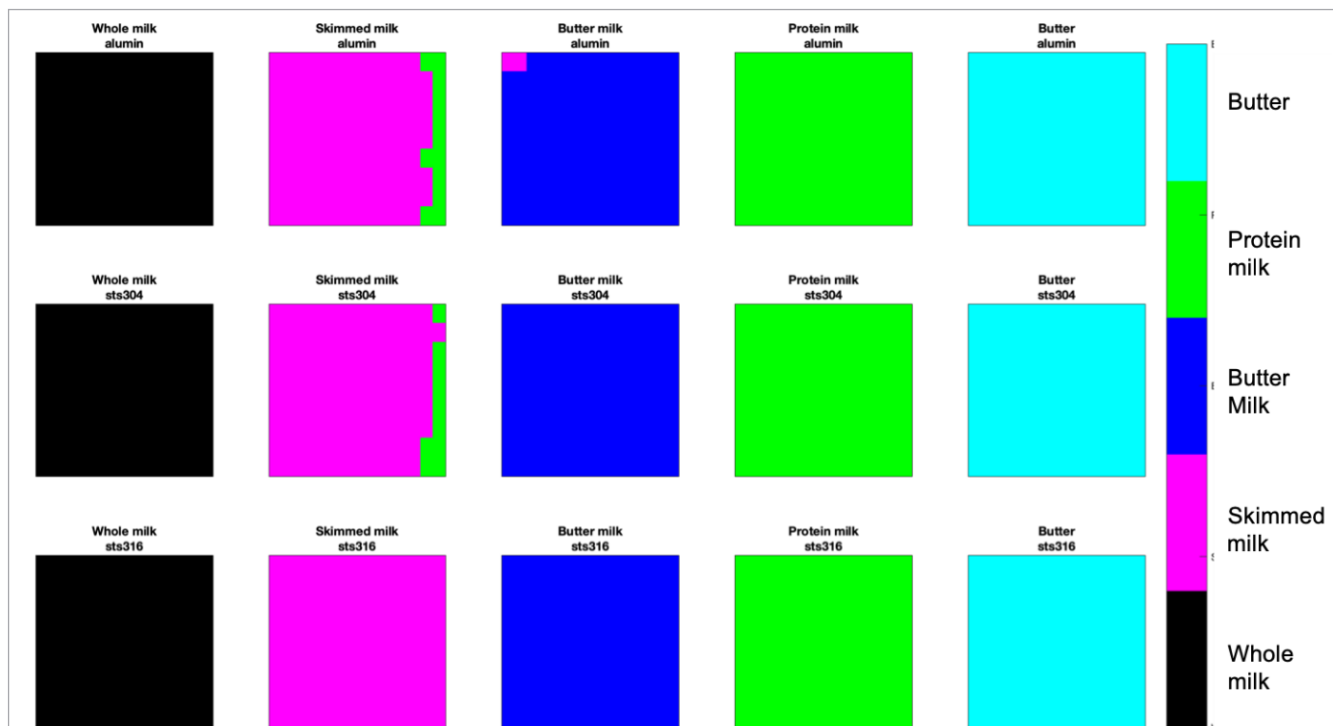 Whole milk
alumin
Skimmed milk
alumin
Butter milk
alumin
Protein milk
alumin
Butter
alumin
Whole milk
sts304
Skimmed milk
sts304
Butter milk
sts304
Protein milk
sts304
Butter
sts304
Whole milk
sts316
Skimmed milk
sts316
Butter milk
sts316
Protein milk
sts316
Butter
sts316
Butter
Protein
milk
Butter
Milk
Skimmed
milk
Whole
milk